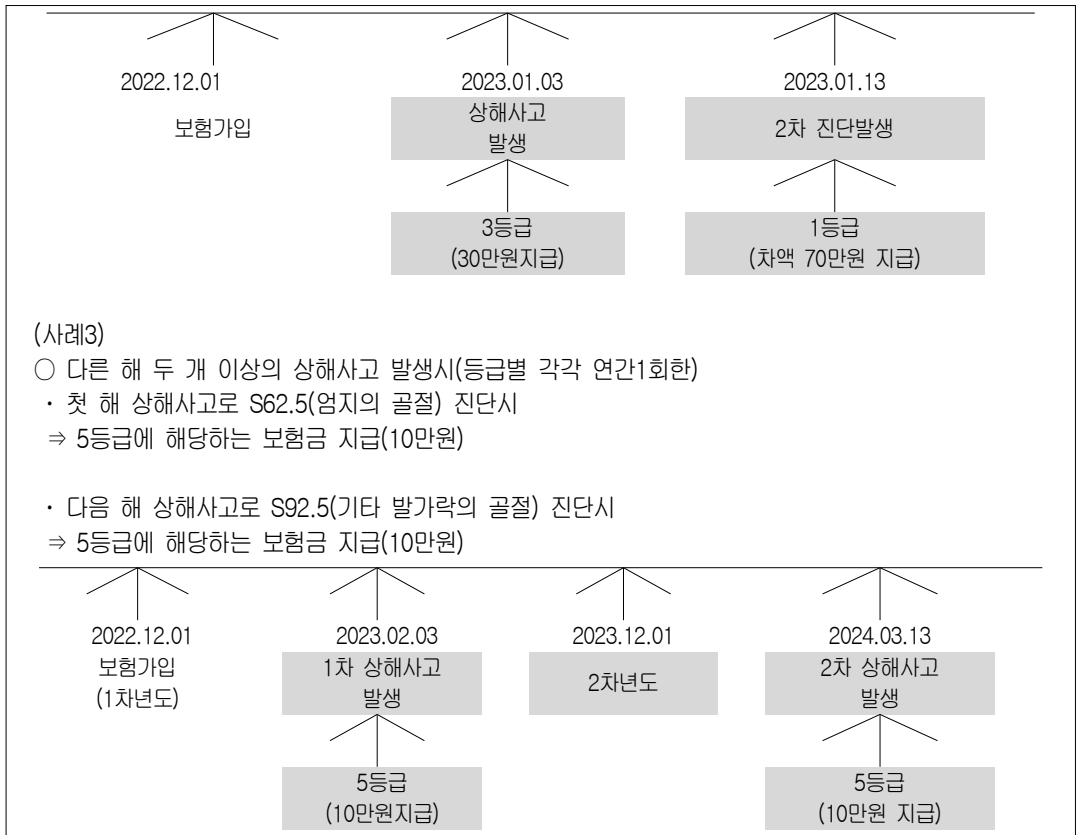 2022.12.01 2023.01.03 2023.01.13
보험가입
상해사고
발생
2차 진단발생
3등급
(30만원지급)
1등급
(차액 70만원 지급)
(사례3)
○ 다른 해 두 개 이상의 상해사고 발생시(등급별 각각 연간1회한)
· 첫 해 상해사고로 S62.5(엄지의 골절) 진단시
⇒ 5등급에 해당하는 보험금 지급(10만원)
· 다음 해 상해사고로 S92.5(기타 발가락의 골절) 진단시
⇒ 5등급에 해당하는 보험금 지급(10만원)
2022.12.01 2023.02.03 2023.12.01 2024.03.13
보험가입
(1차년도)
1차 상해사고
발생
2차년도
2차 상해사고
발생
5등급
(10만원지급)
5등급
(10만원 지급)